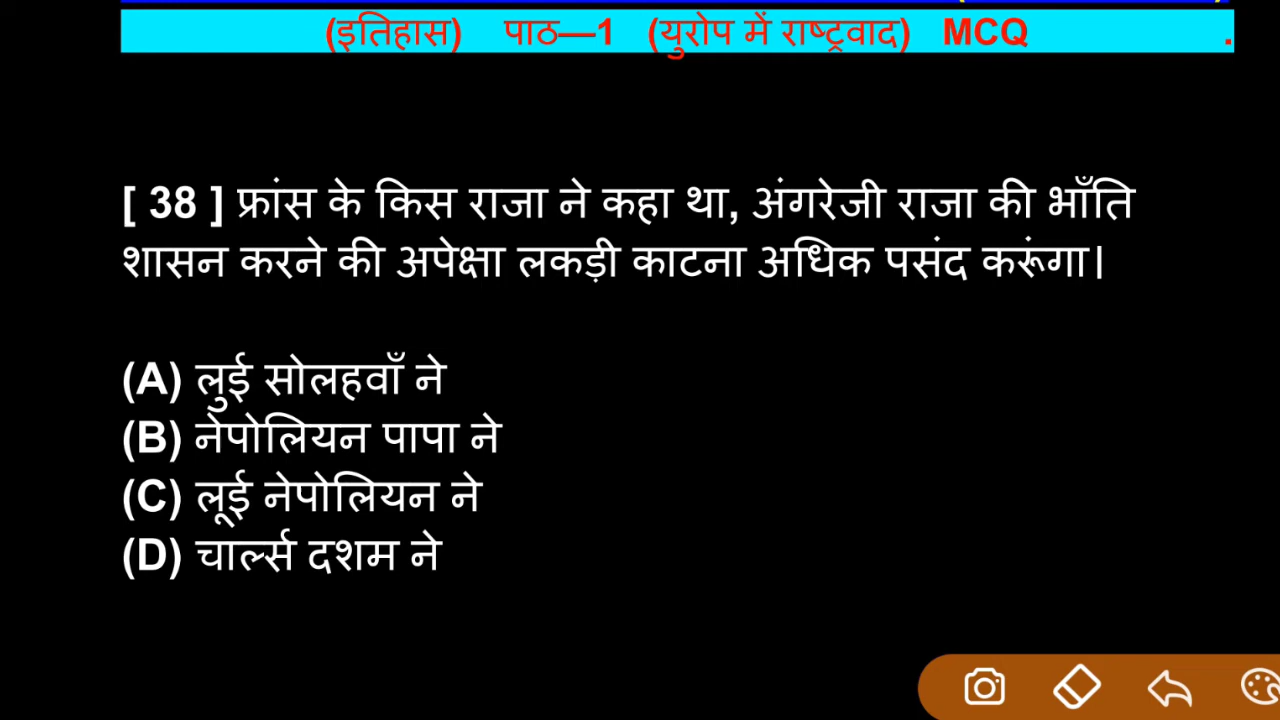 (इतिहास) पाठ—1 (युरोप में राष्ट्रवाद) MCQ .
[ 38 ] फ्रांस के किस राजा ने कहा था, अंगरेजी राजा की भाँति
शासन करने की अपेक्षा लकड़ी काटना अधिक पसंद करूंगा।
(A) लुई सोलहवाँ ने
(B) नेपोलियन पापा ने
(C) लूई नेपोलियन ने
(D) चार्ल्स दशम ने